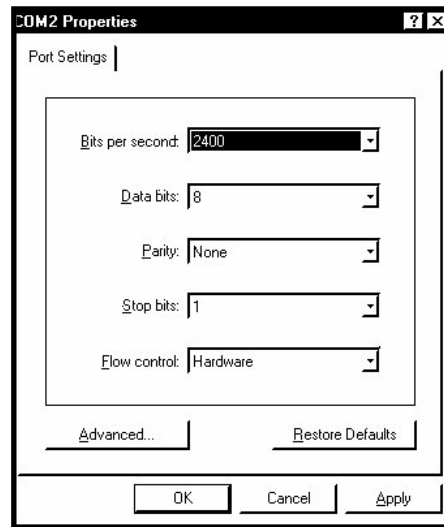 COM2 Properties
Port Settings
Bits per second: 2400
Data bits: 8
Parity: None
Stop bits: 1
Flow control: Hardware
Advanced... Restore Defaults
OK Cancel Apply